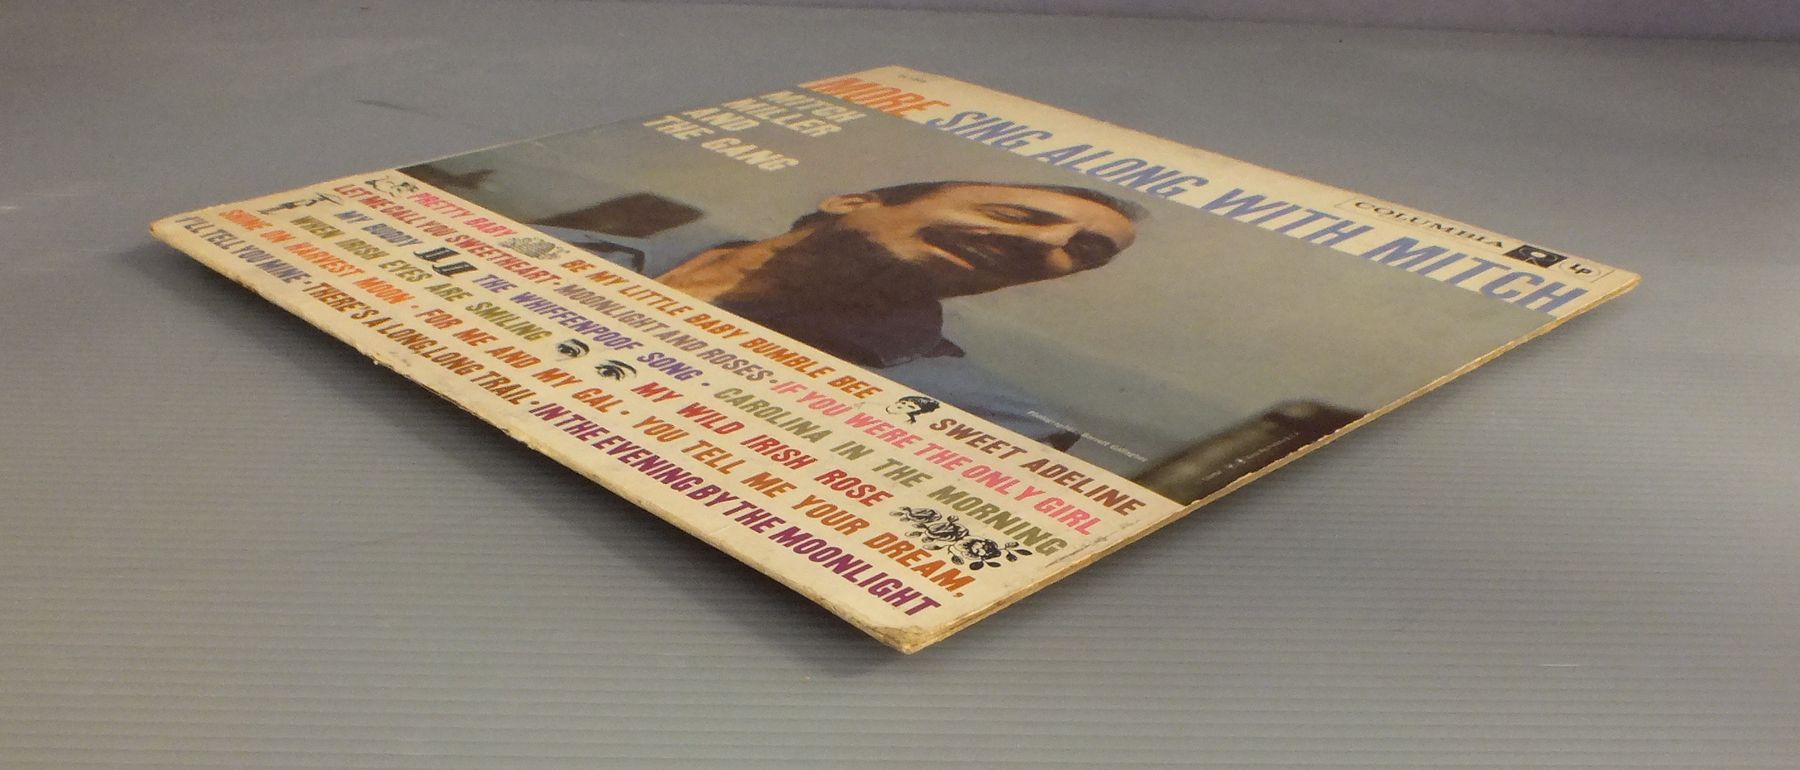 MORE SING ALONG WITH MITCH
COLUMBIA LP
MITCH
MILLER
AND
THE GANG
Photographer: Barrett Gallagher
PRETTY BABY BE MY LITTLE BABY BUMBLE BEE SWEET ADELINE
LET ME CALL YOU SWEETHEART • MOONLIGHT AND ROSES • IF YOU WERE THE ONLY GIRL
MY BUDDY THE WHIFFENPOOF SONG • CAROLINA IN THE MORNING
WHEN IRISH EYES ARE SMILING MY WILD IRISH ROSE
SHINE ON HARVEST MOON • FOR ME AND MY GAL • YOU TELL ME YOUR DREAM,
I'LL TELL YOU MINE • THERE'S A LONG, LONG TRAIL • IN THE EVENING BY THE MOONLIGHT